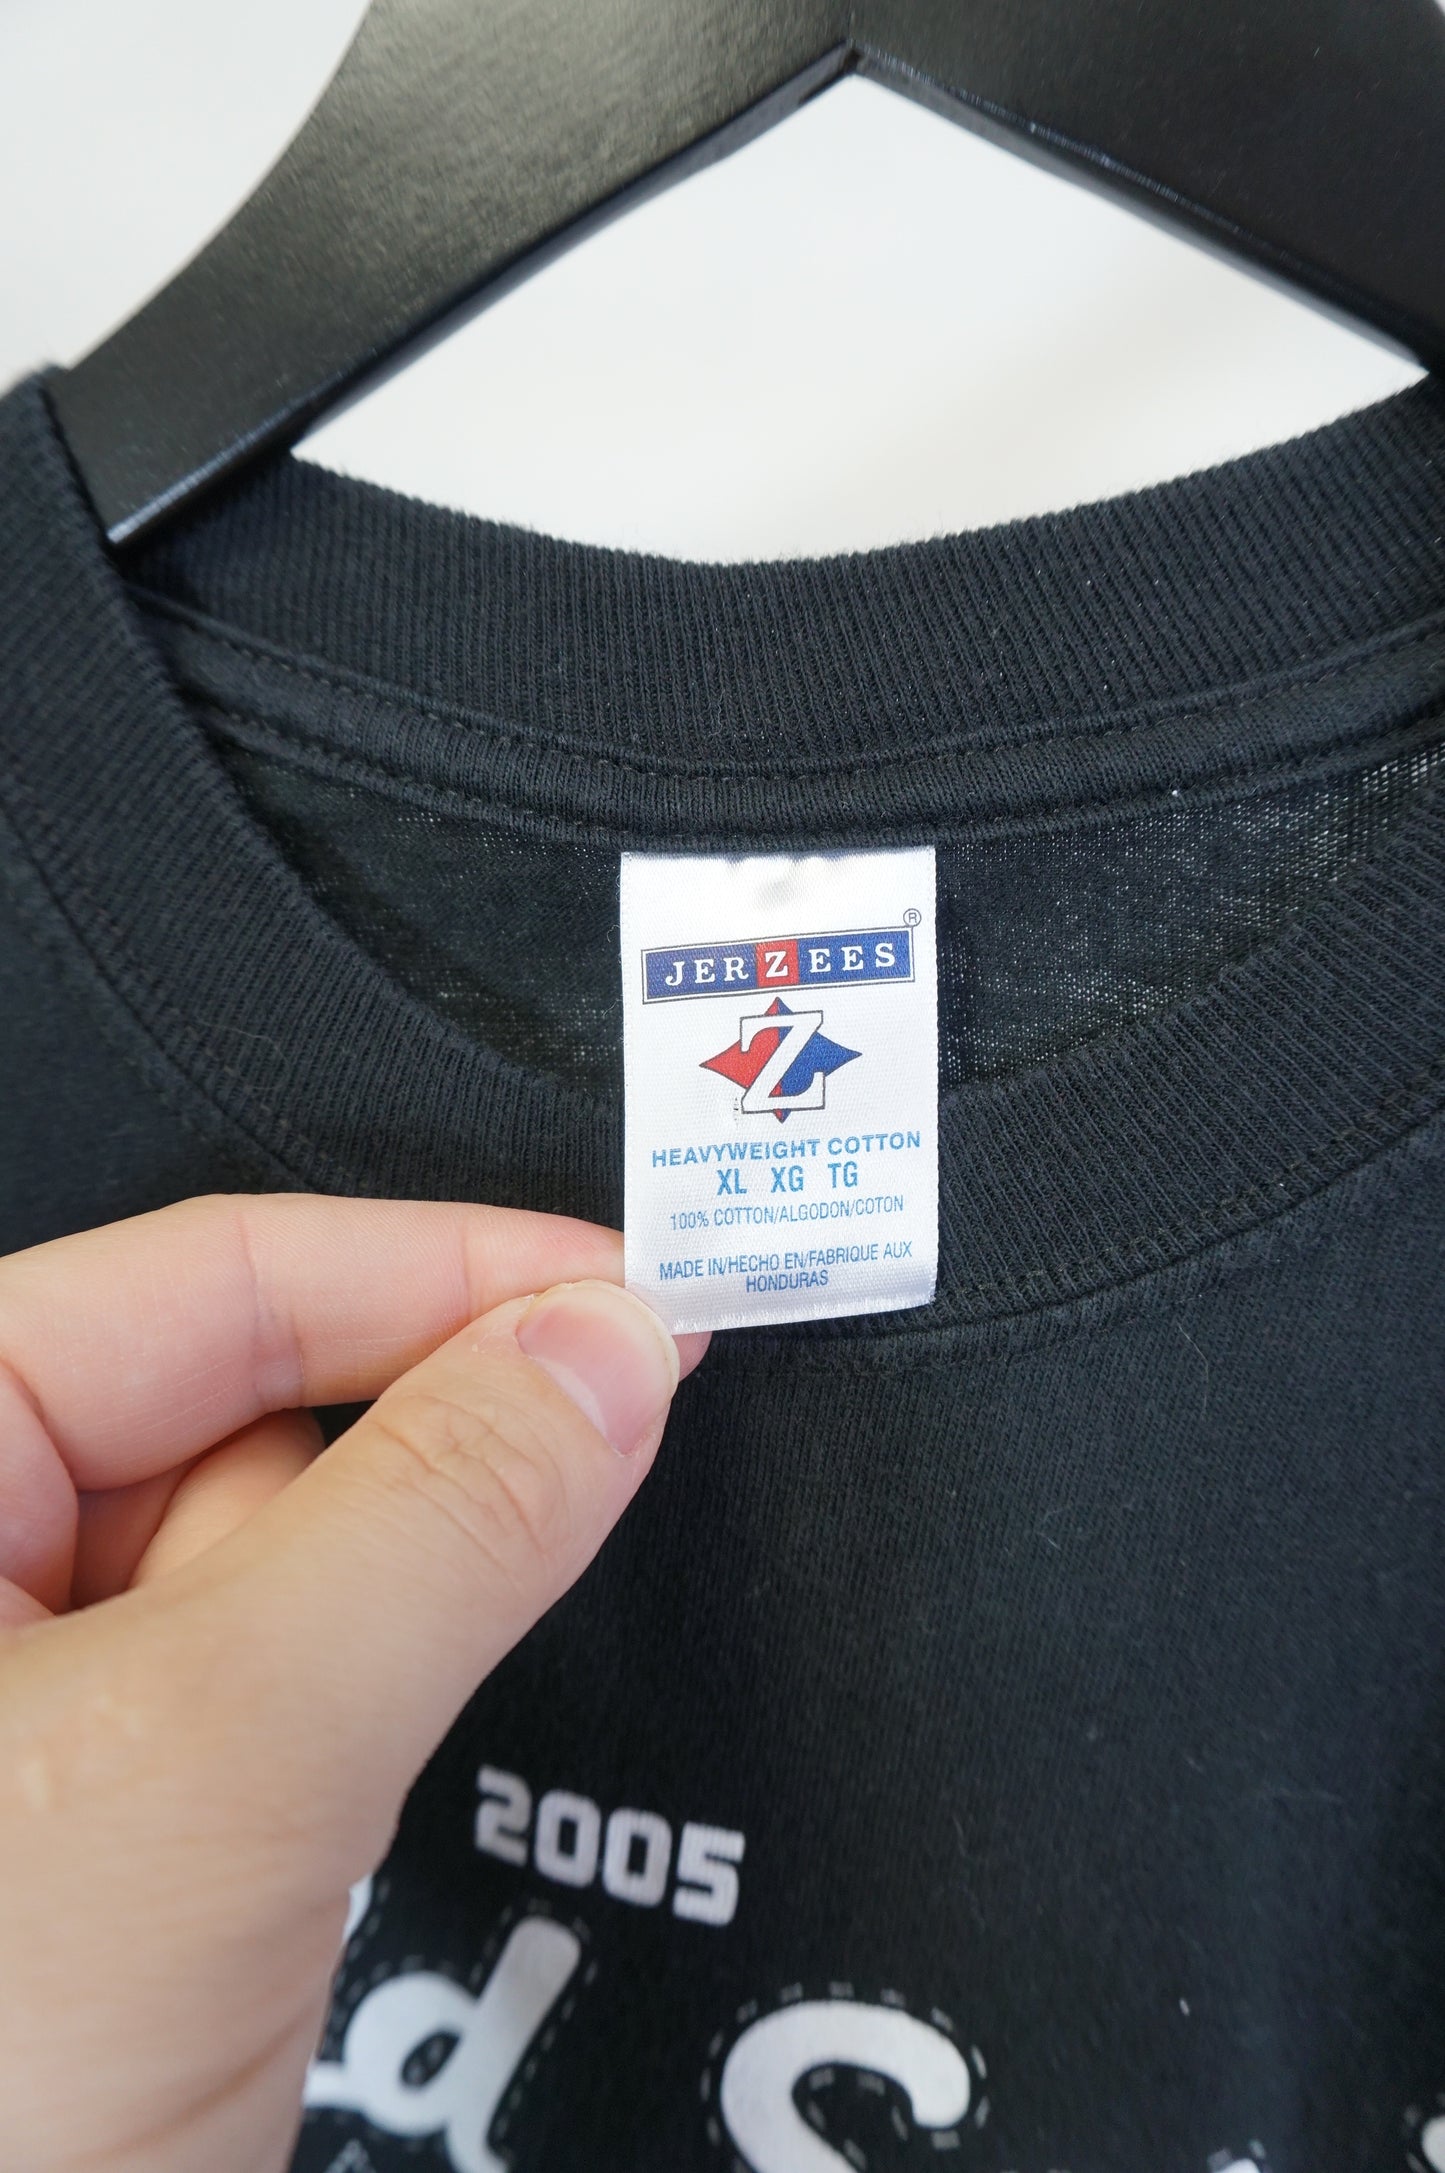 JERZEES ®
Z
HEAVYWEIGHT COTTON
XL XG TG
100% COTTON/ALGODON/COTON
MADE IN/HECHO EN/FABRIQUE AUX
HONDURAS
2005
d S